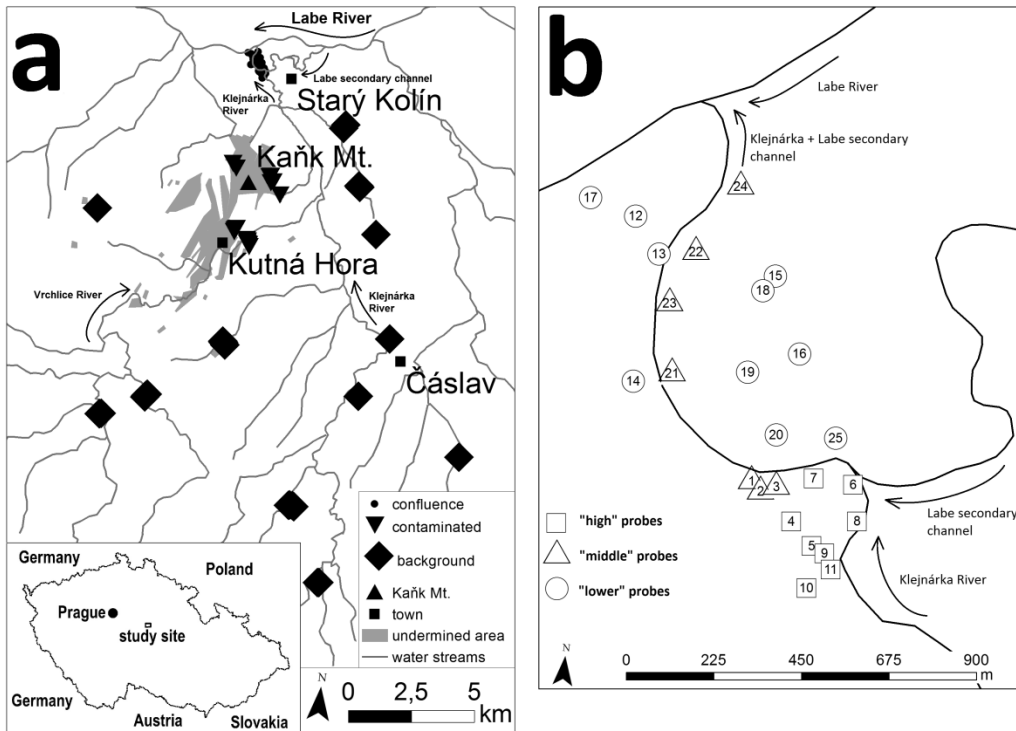 a
Labe River
Labe secondary channel
Klejnárka
River
Starý Kolín
Kaňk Mt.
Kutná Hora
Vrchlice River
Klejnárka
River
Čáslav
confluence
contaminated
background
Kaňk Mt.
town
undermined area
water streams
N
0 2,5 5
km
Germany
Poland
Prague
study site
Germany
Austria
Slovakia
b
Labe River
Klejnárka + Labe secondary
channel
24
17
12
13
22
15
18
23
16
14
21
19
20
25
1
2
3
7
6
4
8
5
9
11
10
Labe secondary
channel
Klejnárka River
"high" probes
"middle" probes
"lower" probes
N
0 225 450 675 900
m